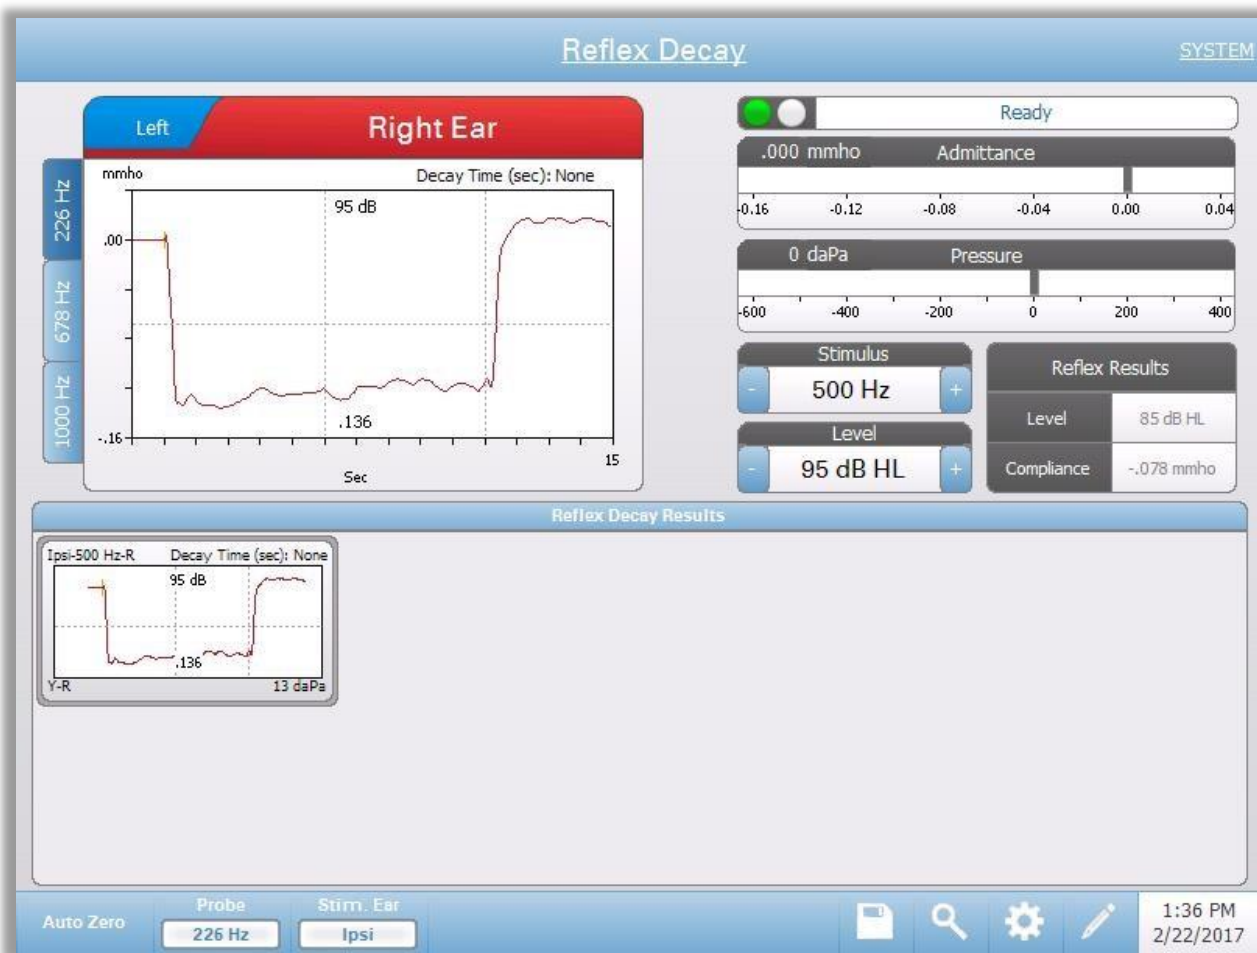 Reflex Decay
SYSTEM
Left
Right Ear
226 Hz
678 Hz
1000 Hz
mmho
Decay Time (sec): None
95 dB
.00
.136
-.16
15
Sec
Ready
.000 mmho Admittance
-0.16 -0.12 -0.08 -0.04 0.00 0.04
0 daPa Pressure
-600 -400 -200 0 200 400
Stimulus
- 500 Hz +
Level
- 95 dB HL +
Reflex Results
Level 85 dB HL
Compliance -.078 mmho
Reflex Decay Results
Ipsi-500 Hz-R Decay Time (sec): None
95 dB
.136
Y-R 13 daPa
Auto Zero
Probe
226 Hz
Stim. Ear
Ipsi
1:36 PM
2/22/2017